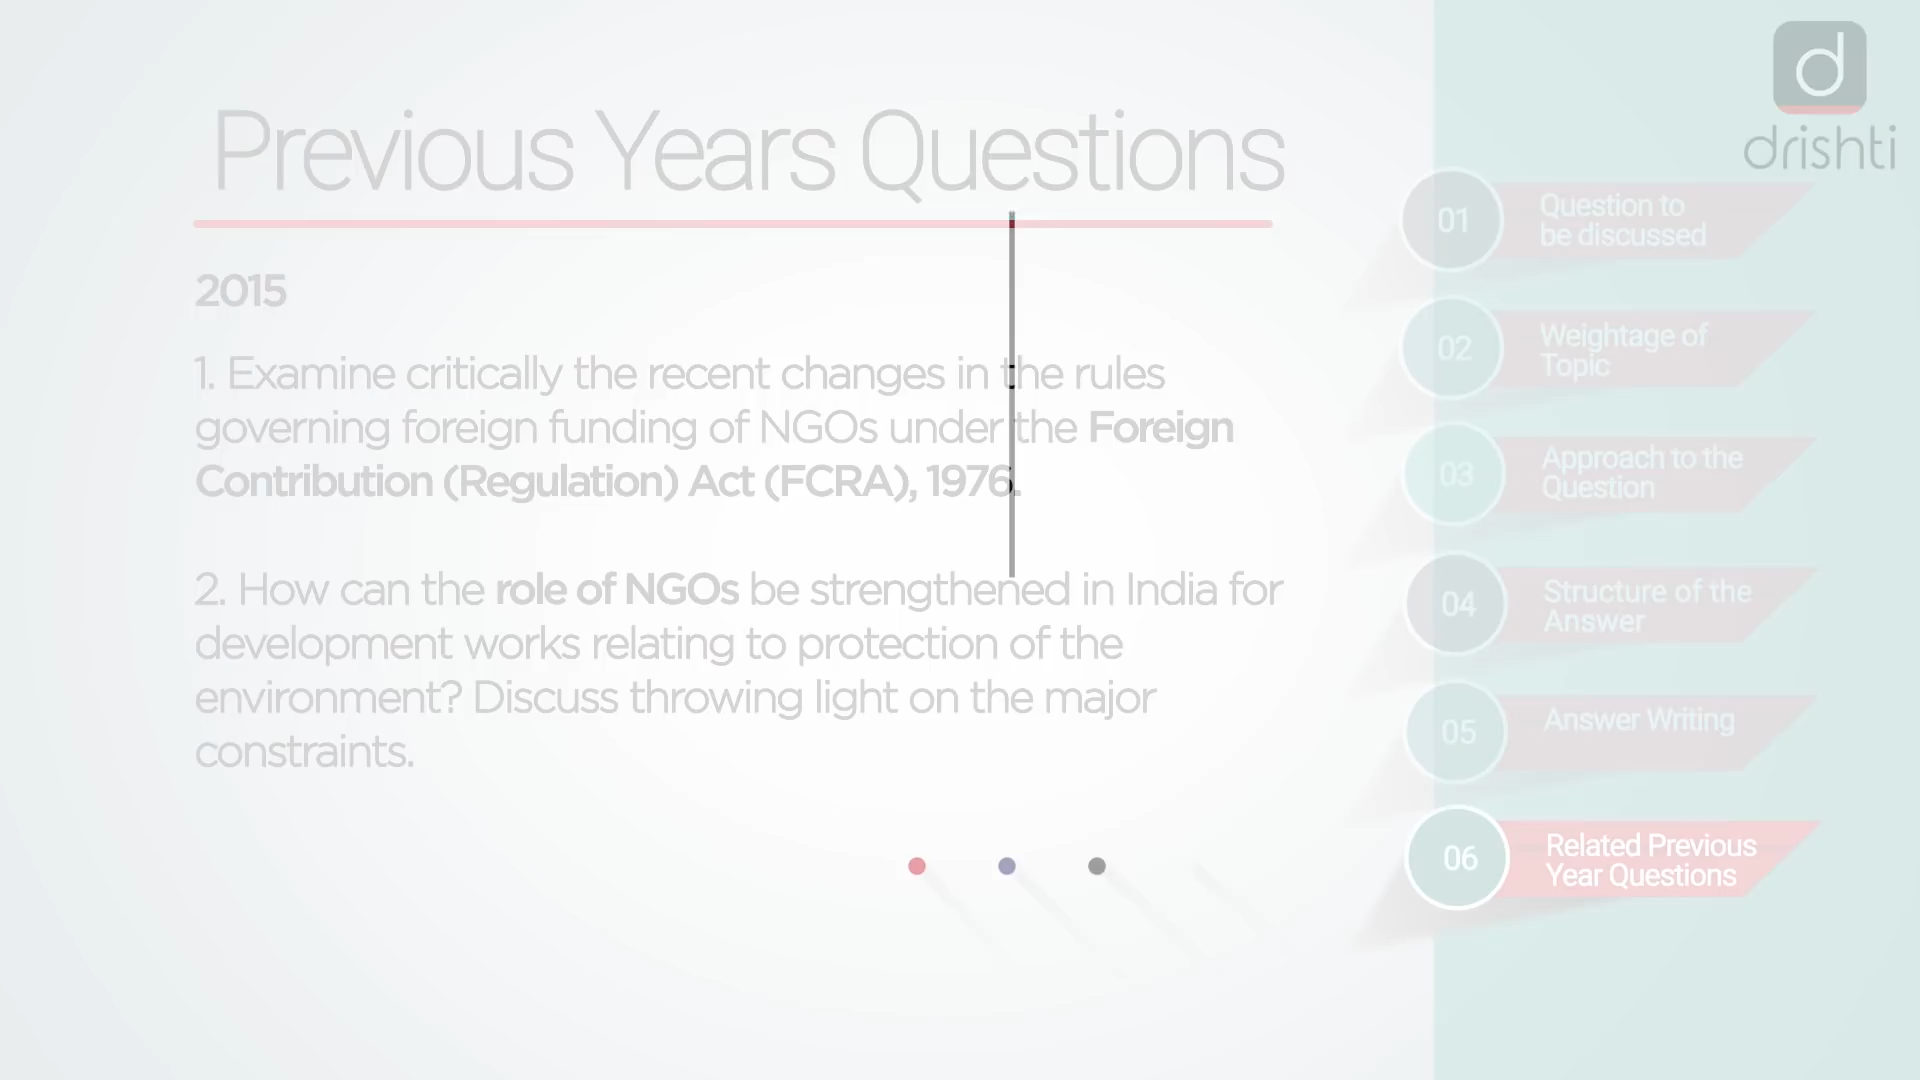 Previous Years Questions
2015
1. Examine critically the recent changes in the rules
governing foreign funding of NGOs under the Foreign
Contribution (Regulation) Act (FCRA), 1976.
2. How can the role of NGOs be strengthened in India for
development works relating to protection of the
environment? Discuss throwing light on the major
constraints.
d
drishti
01
Question to
be discussed
02
Weightage of
Topic
03
Approach to the
Question
04
Structure of the
Answer
05
Answer Writing
06
Related Previous
Year Questions